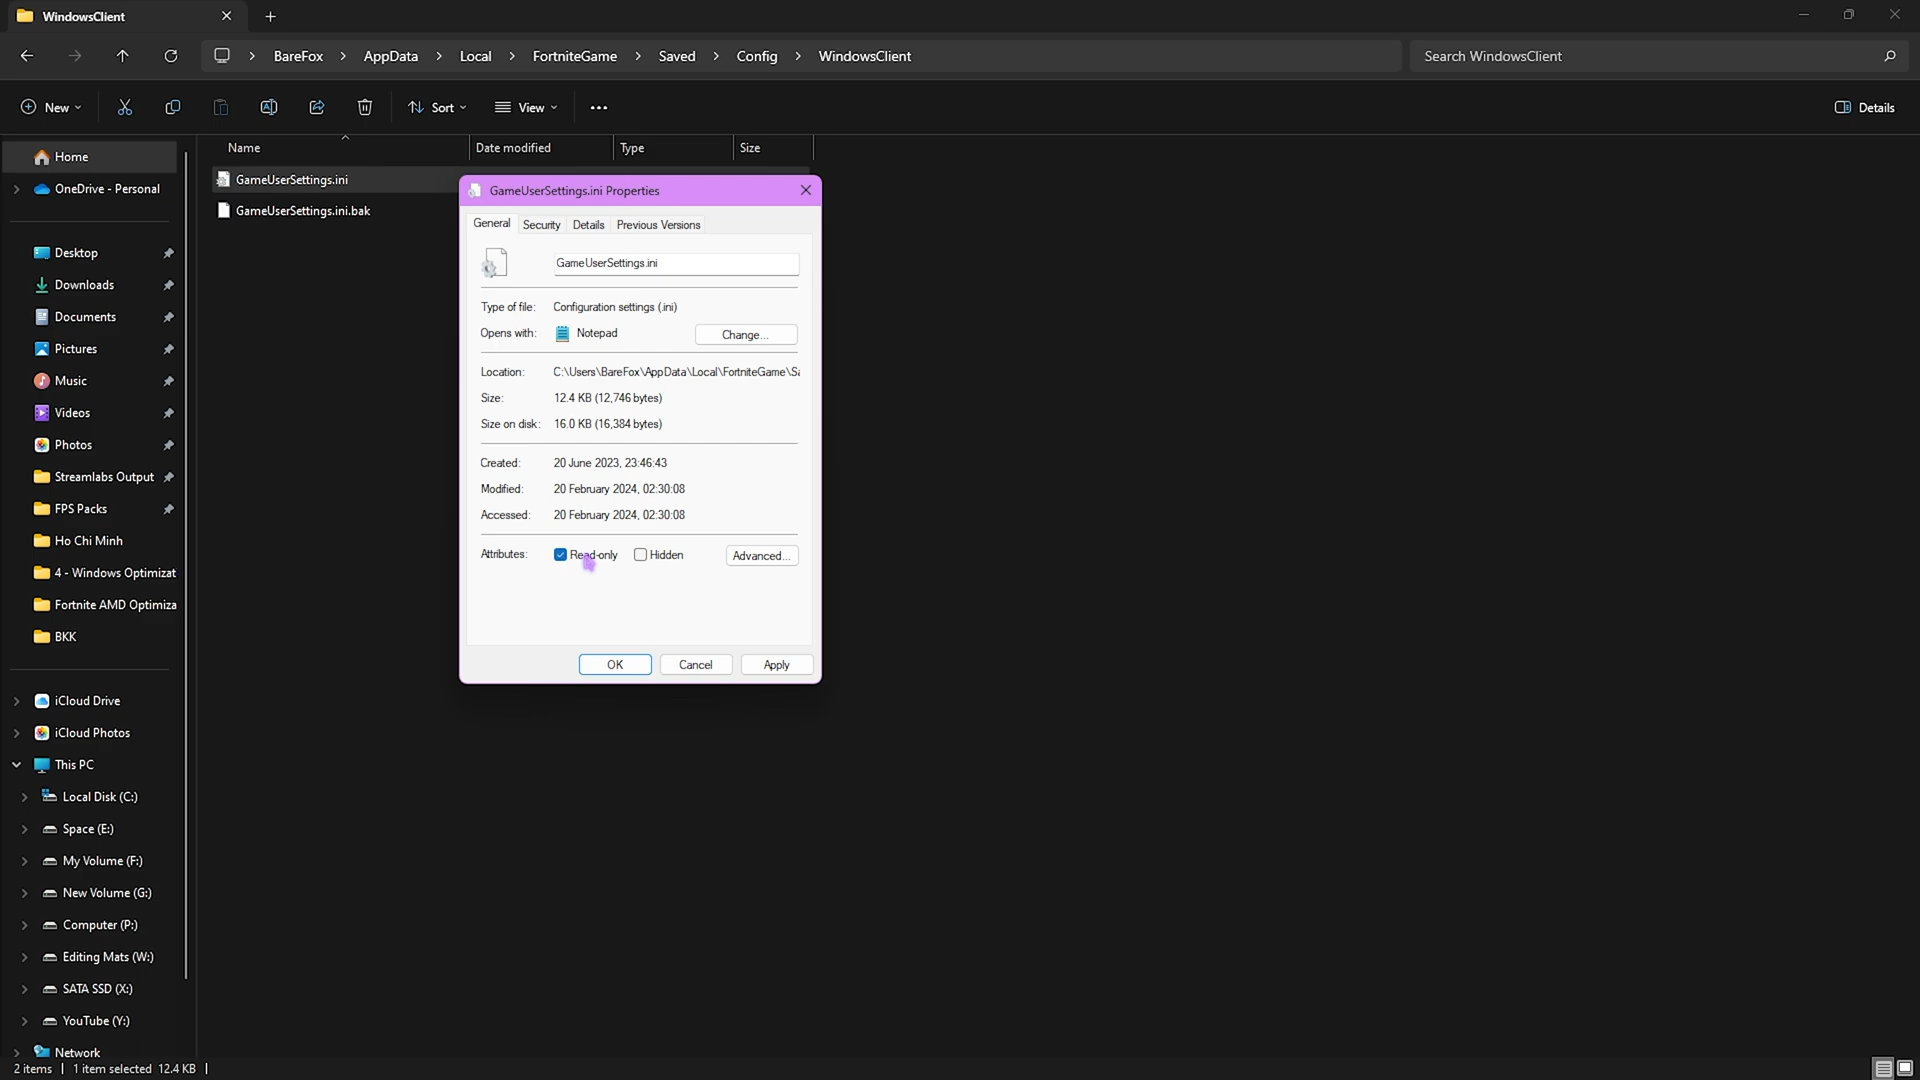 WindowsClient
BareFox > AppData > Local > FortniteGame > Saved > Config > WindowsClient
Search WindowsClient
New
Sort
View
Details
Name
Date modified
Type
Size
GameUserSettings.ini
GameUserSettings.ini.bak
Home
OneDrive - Personal
Desktop
Downloads
Documents
Pictures
Music
Videos
Photos
Streamlabs Output
FPS Packs
Ho Chi Minh
4 - Windows Optimizat
Fortnite AMD Optimiza
BKK
iCloud Drive
iCloud Photos
This PC
Local Disk (C:)
Space (E:)
My Volume (F:)
New Volume (G:)
Computer (P:)
Editing Mats (W:)
SATA SSD (X:)
YouTube (Y:)
Network
GameUserSettings.ini Properties
General Security Details Previous Versions
GameUserSettings.ini
Type of file: Configuration settings (.ini)
Opens with: Notepad Change...
Location: C:\Users\BareFox\AppData\Local\FortniteGame\Sa
Size: 12.4 KB (12,746 bytes)
Size on disk: 16.0 KB (16,384 bytes)
Created: 20 June 2023, 23:46:43
Modified: 20 February 2024, 02:30:08
Accessed: 20 February 2024, 02:30:08
Attributes: Read-only Hidden Advanced...
OK Cancel Apply
2 items | 1 item selected 12.4 KB |